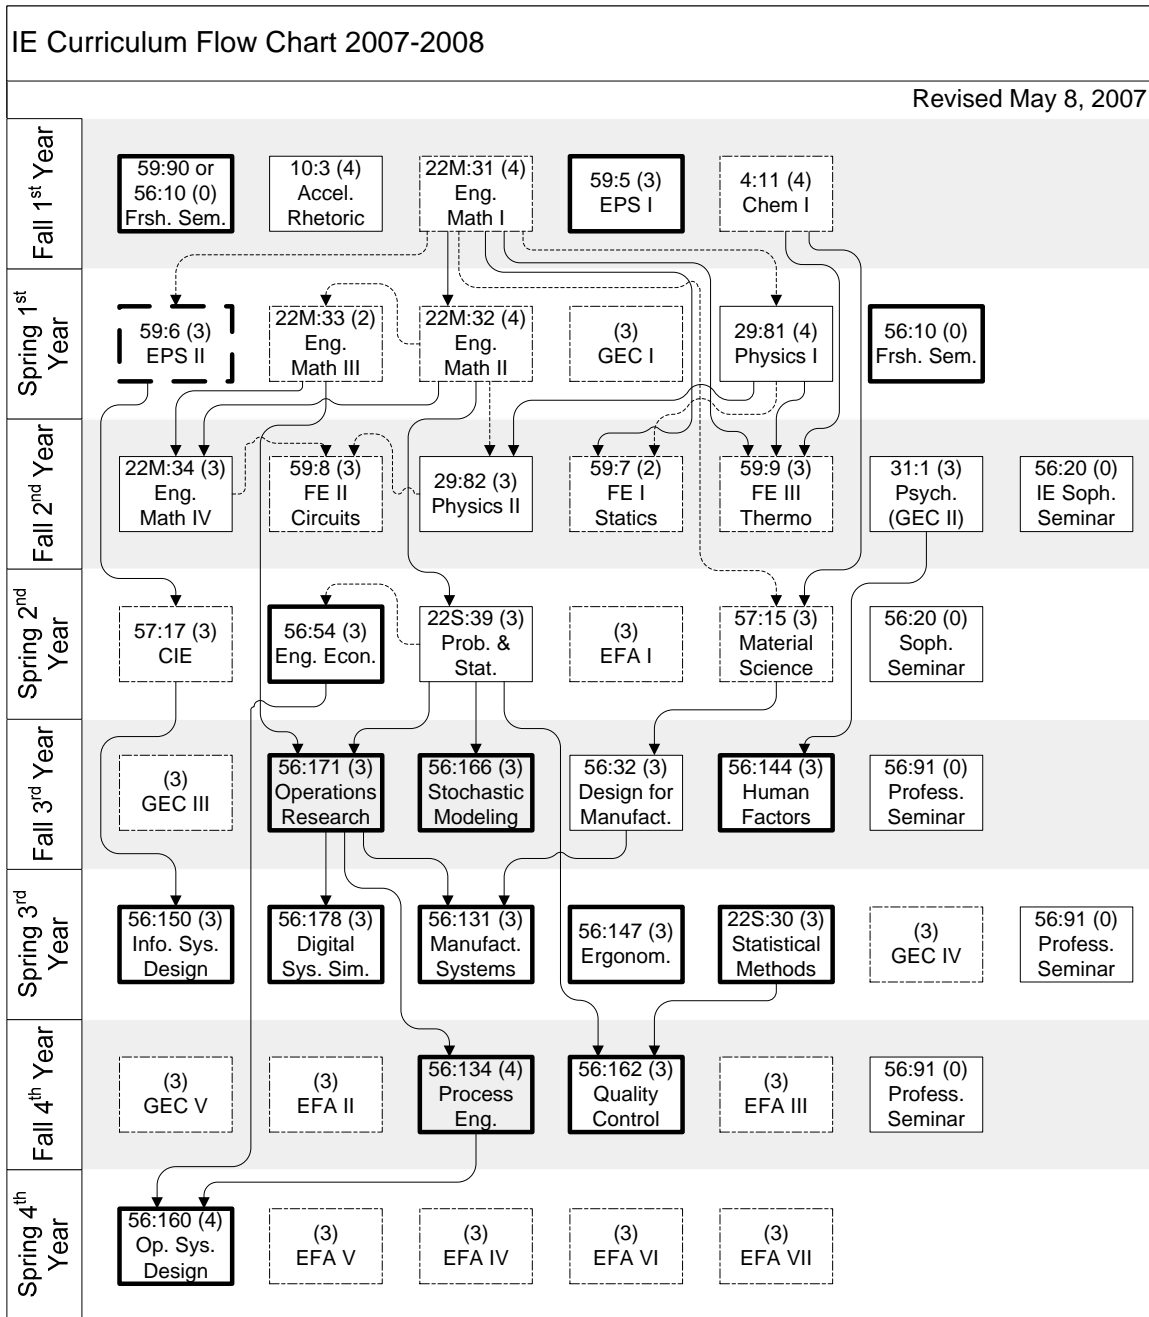 IE Curriculum Flow Chart 2007-2008
Revised May 8, 2007
Fall 1st Year
59:90 or
56:10 (0)
Frsh. Sem.
10:3 (4)
Accel.
Rhetoric
22M:31 (4)
Eng.
Math I
59:5 (3)
EPS I
4:11 (4)
Chem I
Spring 1st
Year
59:6 (3)
EPS II
22M:33 (2)
Eng.
Math III
22M:32 (4)
Eng.
Math II
(3)
GEC I
29:81 (4)
Physics I
56:10 (0)
Frsh. Sem.
Fall 2nd Year
22M:34 (3)
Eng.
Math IV
59:8 (3)
FE II
Circuits
29:82 (3)
Physics II
59:7 (2)
FE I
Statics
59:9 (3)
FE III
Thermo
31:1 (3)
Psych.
(GEC II)
56:20 (0)
IE Soph.
Seminar
Spring 2nd
Year
57:17 (3)
CIE
56:54 (3)
Eng. Econ.
22S:39 (3)
Prob. &
Stat.
(3)
EFA I
57:15 (3)
Material
Science
56:20 (0)
Soph.
Seminar
Fall 3rd Year
(3)
GEC III
56:171 (3)
Operations
Research
56:166 (3)
Stochastic
Modeling
56:32 (3)
Design for
Manufact.
56:144 (3)
Human
Factors
56:91 (0)
Profess.
Seminar
Spring 3rd
Year
56:150 (3)
Info. Sys.
Design
56:178 (3)
Digital
Sys. Sim.
56:131 (3)
Manufact.
Systems
56:147 (3)
Ergonom.
22S:30 (3)
Statistical
Methods
(3)
GEC IV
56:91 (0)
Profess.
Seminar
Fall 4th Year
(3)
GEC V
(3)
EFA II
56:134 (4)
Process
Eng.
56:162 (3)
Quality
Control
(3)
EFA III
56:91 (0)
Profess.
Seminar
Spring 4th
Year
56:160 (4)
Op. Sys.
Design
(3)
EFA V
(3)
EFA IV
(3)
EFA VI
(3)
EFA VII